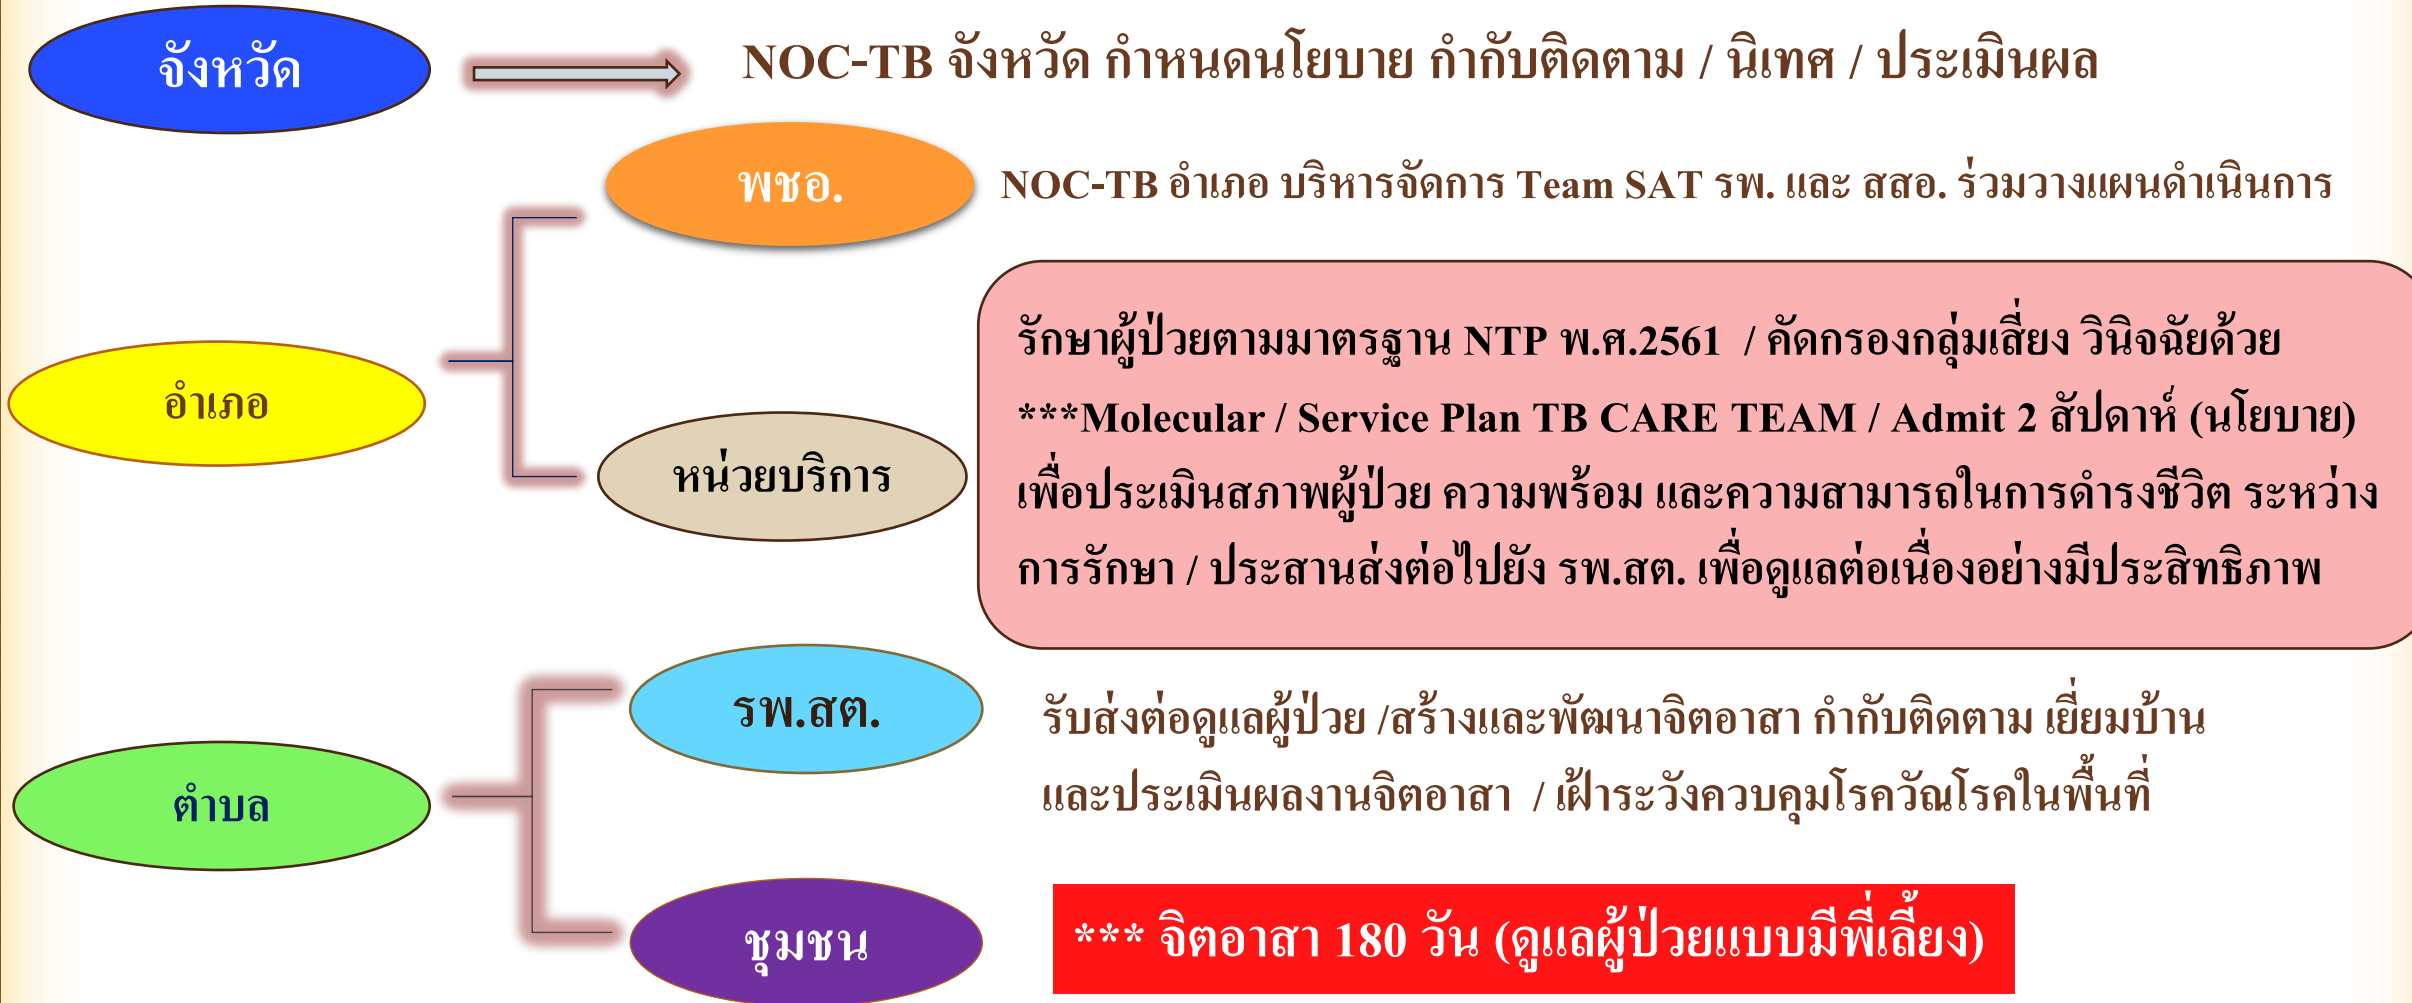 จังหวัด
NOC-TB จังหวัด กำหนดนโยบาย กำกับติดตาม / นิเทศ / ประเมินผล
พชอ.
NOC-TB อำเภอ บริหารจัดการ Team SAT รพ. และ สสอ. ร่วมวางแผนดำเนินการ
อำเภอ
หน่วยบริการ
รักษาผู้ป่วยตามมาตรฐาน NTP พ.ศ.2561 / คัดกรองกลุ่มเสี่ยง วินิจฉัยด้วย
***Molecular / Service Plan TB CARE TEAM / Admit 2 สัปดาห์ (นโยบาย)
เพื่อประเมินสภาพผู้ป่วย ความพร้อม และความสามารถในการดำรงชีวิต ระหว่าง
การรักษา / ประสานส่งต่อไปยัง รพ.สต. เพื่อดูแลต่อเนื่องอย่างมีประสิทธิภาพ
รพ.สต.
รับส่งต่อดูแลผู้ป่วย /สร้างและพัฒนาจิตอาสา กำกับติดตาม เยี่ยมบ้าน
และประเมินผลงานจิตอาสา / เฝ้าระวังควบคุมโรควัณโรคในพื้นที่
ตำบล
ชุมชน
*** จิตอาสา 180 วัน (ดูแลผู้ป่วยแบบมีพี่เลี้ยง)